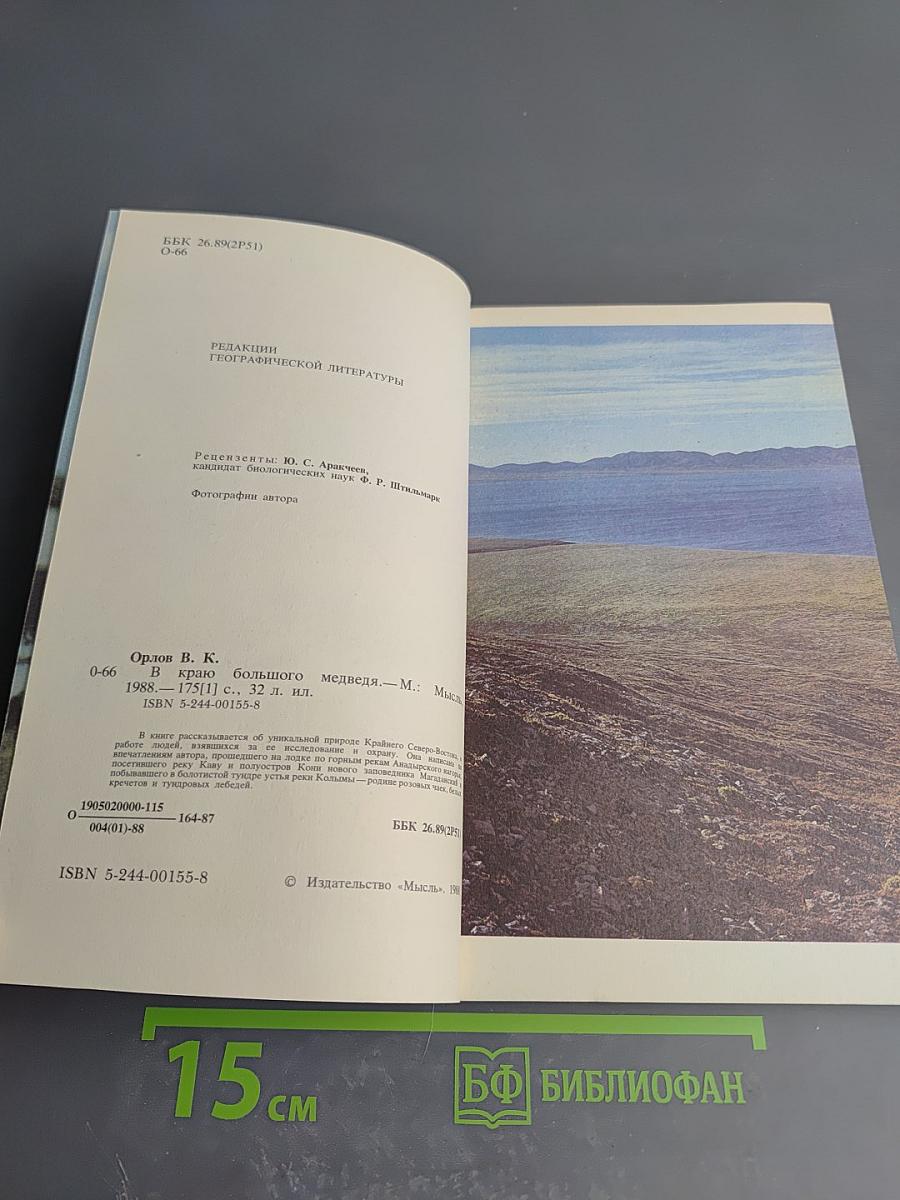 ББК 26.89(2Р51)
О-66
РЕДАКЦИИ
ГЕОГРАФИЧЕСКОЙ ЛИТЕРАТУРЫ
Рецензенты: Ю. С. Аракчеев,
кандидат биологических наук Ф. Р. Штильмарк
Фотографии автора
Орлов В. К.
О-66 В краю большого медведя.— М.: Мысль,
1988.— 175[1] с., 32 л. ил.
ISBN 5-244-00155-8
В книге рассказывается об уникальной природе Крайнего Северо-Востока,
работе людей, взявшихся за ее исследование и охрану. Она написана
впечатлениям автора, прошедшего на лодке по горным рекам Анадырского нагорья,
посетившего реку Каву и полуостров Кони нового заповедника Магаданский
побывавшего в болотистой тундре устья реки Колымы — родине розовых чаек, белых
кречетов и тундровых лебедей.
О 1905020000-115 164-87
004(01)-88
ББК 26.89(2Р51
ISBN 5-244-00155-8
© Издательство «Мысль». 1988
15 см
БФ БИБЛИОФАН